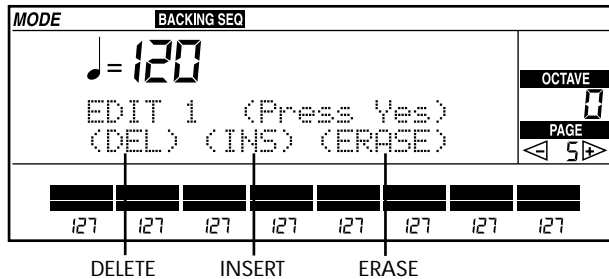 MODE BACKING SEQ
♩=120
OCTAVE
0
EDIT 1 (Press Yes)
(DEL) (INS) (ERASE)
PAGE
- 5 +
127 127 127 127 127 127 127 127
DELETE INSERT ERASE